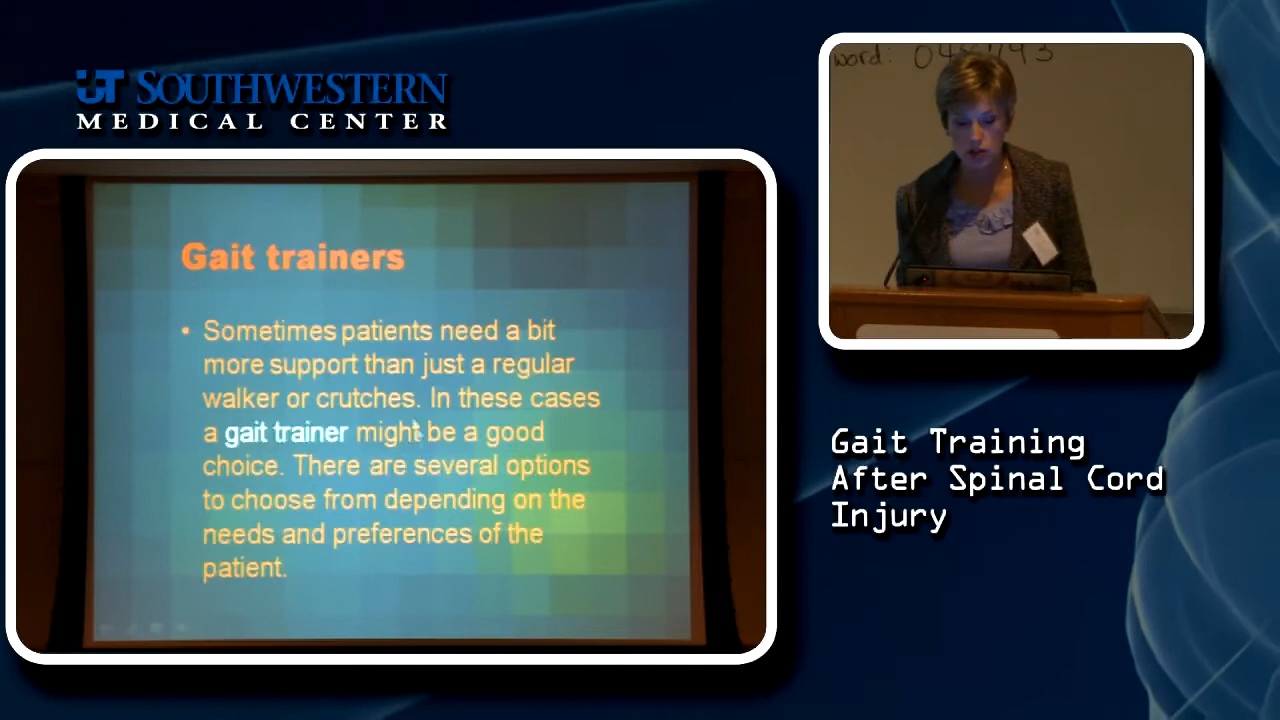 UT SOUTHWESTERN
MEDICAL CENTER
word:
Gait trainers
• Sometimes patients need a bit
more support than just a regular
walker or crutches. In these cases
a gait trainer might be a good
choice. There are several options
to choose from depending on the
needs and preferences of the
patient.
Gait Training
After Spinal Cord
Injury